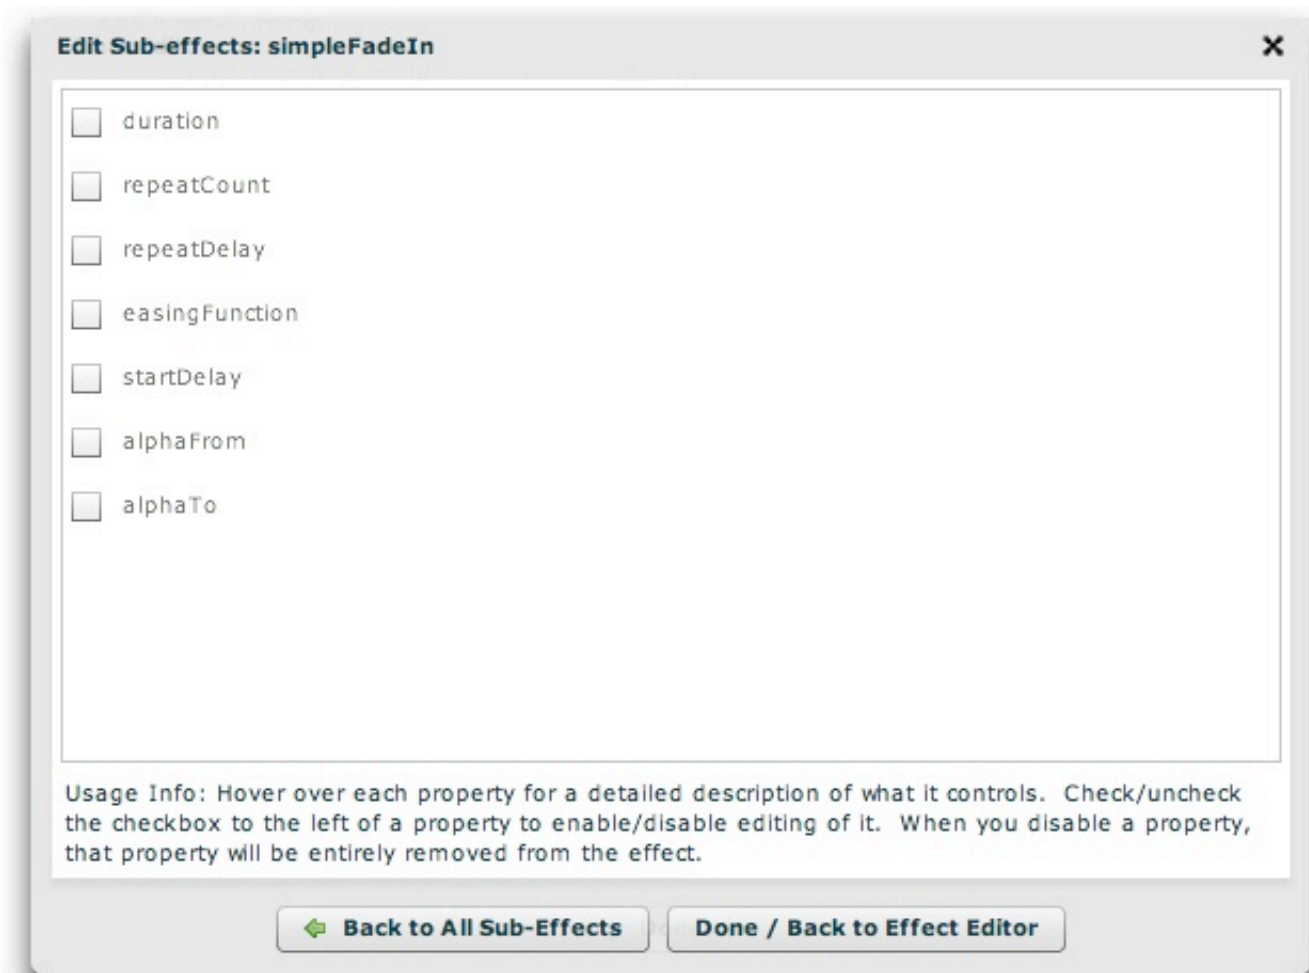 Edit Sub-effects: simpleFadeIn
duration
repeatCount
repeatDelay
easingFunction
startDelay
alphaFrom
alphaTo
Usage Info: Hover over each property for a detailed description of what it controls.  Check/uncheck
the checkbox to the left of a property to enable/disable editing of it.  When you disable a property,
that property will be entirely removed from the effect.
Back to All Sub-Effects
Done / Back to Effect Editor